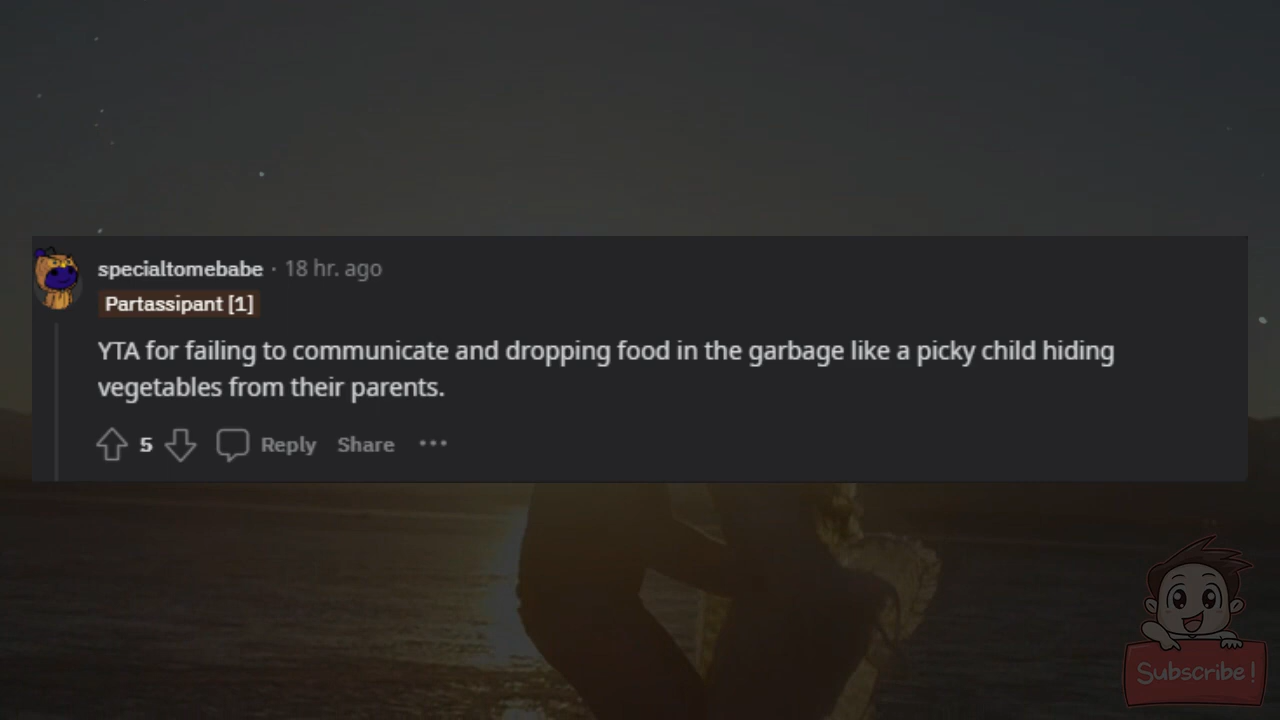 specialtomebabe · 18 hr. ago
Partassipant [1]
YTA for failing to communicate and dropping food in the garbage like a picky child hiding
vegetables from their parents.
5 Reply Share ···
Subscribe!